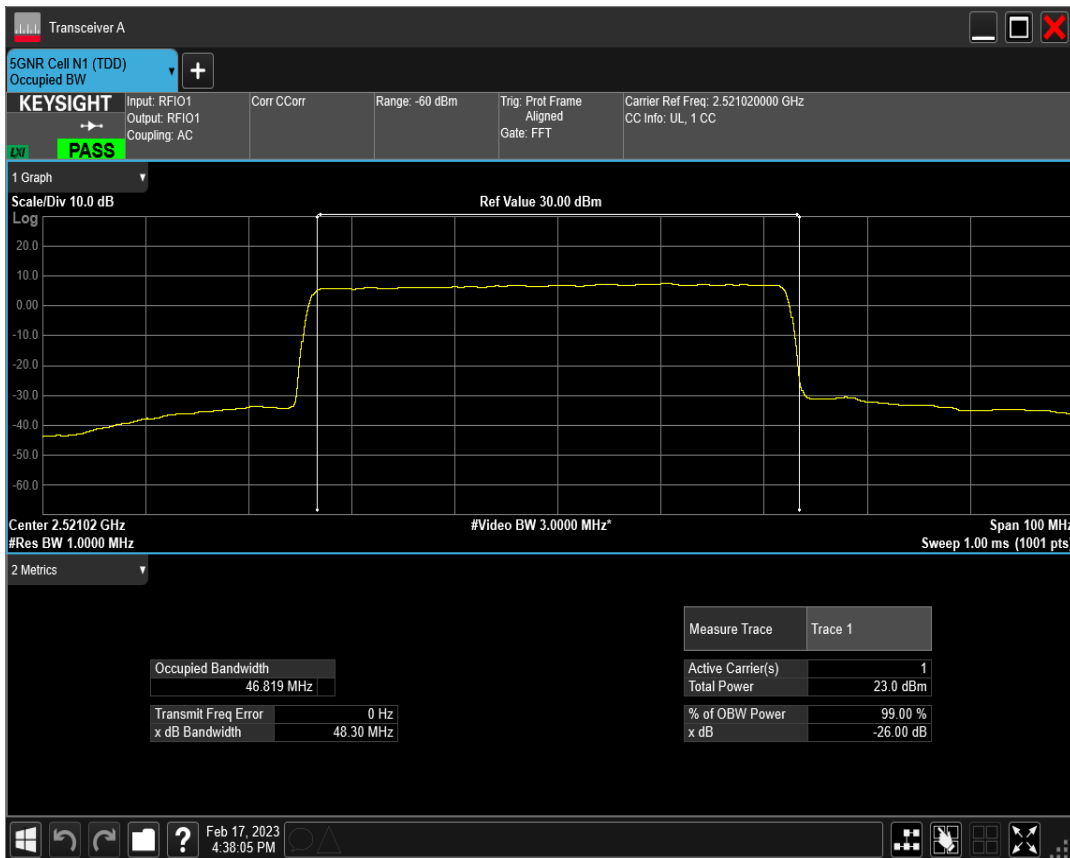 Transceiver A
5GNR Cell N1 (TDD)
Occupied BW
+
KEYSIGHT
LXI
PASS
Input: RFIO1
Output: RFIO1
Coupling: AC
Corr CCorr
Range: -60 dBm
Trig: Prot Frame
Aligned
Gate: FFT
Carrier Ref Freq: 2.521020000 GHz
CC Info: UL, 1 CC
1 Graph
Scale/Div 10.0 dB
Ref Value 30.00 dBm
Log
20.0
10.0
0.00
-10.0
-20.0
-30.0
-40.0
-50.0
-60.0
Center 2.52102 GHz
#Video BW 3.0000 MHz*
Span 100 MHz
#Res BW 1.0000 MHz
Sweep 1.00 ms (1001 pts)
2 Metrics
Measure Trace
Trace 1
Occupied Bandwidth
46.819 MHz
Active Carrier(s) 1
Total Power 23.0 dBm
Transmit Freq Error 0 Hz
x dB Bandwidth 48.30 MHz
% of OBW Power 99.00 %
x dB -26.00 dB
?
Feb 17, 2023
4:38:05 PM